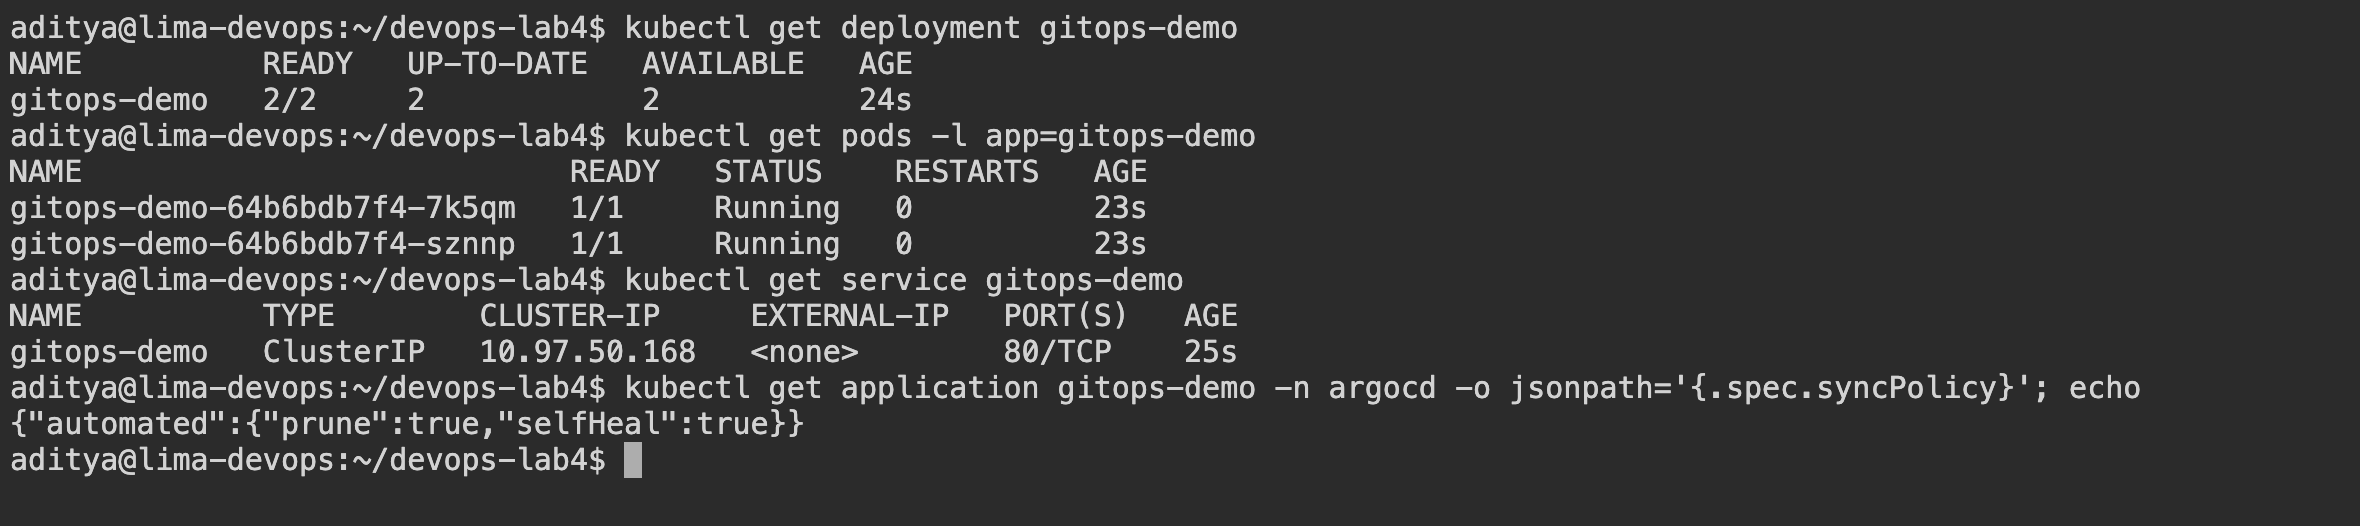 aditya@lima-devops:~/devops-lab4$ kubectl get deployment gitops-demo
NAME          READY   UP-TO-DATE   AVAILABLE   AGE
gitops-demo   2/2     2            2           24s
aditya@lima-devops:~/devops-lab4$ kubectl get pods -l app=gitops-demo
NAME                           READY   STATUS    RESTARTS   AGE
gitops-demo-64b6bdb7f4-7k5qm   1/1     Running   0          23s
gitops-demo-64b6bdb7f4-sznnp   1/1     Running   0          23s
aditya@lima-devops:~/devops-lab4$ kubectl get service gitops-demo
NAME          TYPE        CLUSTER-IP     EXTERNAL-IP   PORT(S)   AGE
gitops-demo   ClusterIP   10.97.50.168   <none>        80/TCP    25s
aditya@lima-devops:~/devops-lab4$ kubectl get application gitops-demo -n argocd -o jsonpath='{.spec.syncPolicy}'; echo
{"automated":{"prune":true,"selfHeal":true}}
aditya@lima-devops:~/devops-lab4$